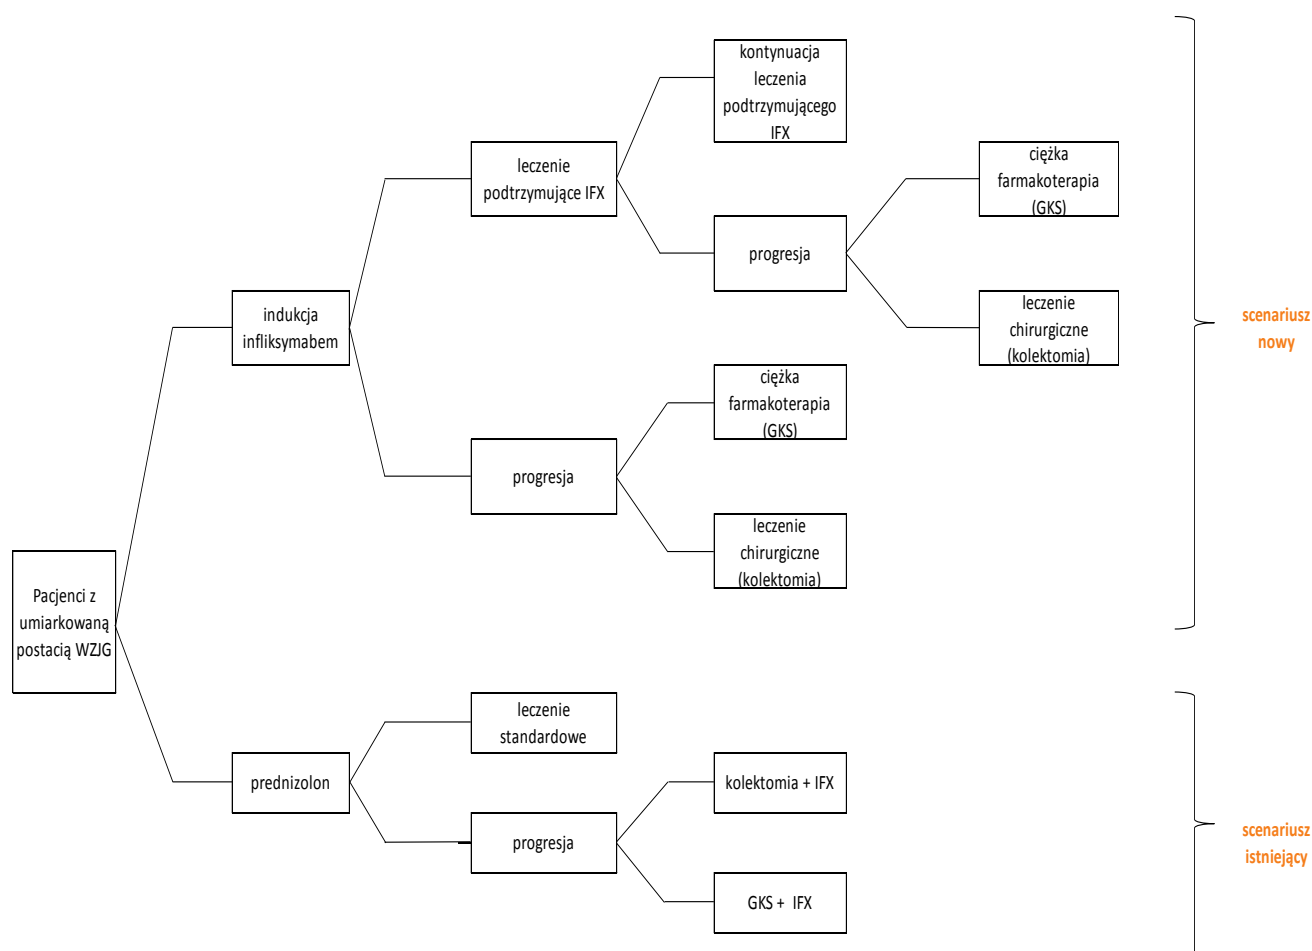 kontynuacja
leczenia
podtrzymującego
IFX
leczenie
podtrzymujące IFX
ciężka
farmakoterapia
(GKS)
progresja
indukcja
infliksymabem
leczenie
chirurgiczne
(kolektomia)
scenariusz
nowy
ciężka
farmakoterapia
(GKS)
progresja
leczenie
chirurgiczne
(kolektomia)
Pacjenci z
umiarkowaną
postacią WZJG
leczenie
standardowe
prednizolon
kolektomia + IFX
progresja
scenariusz
istniejący
GKS + IFX